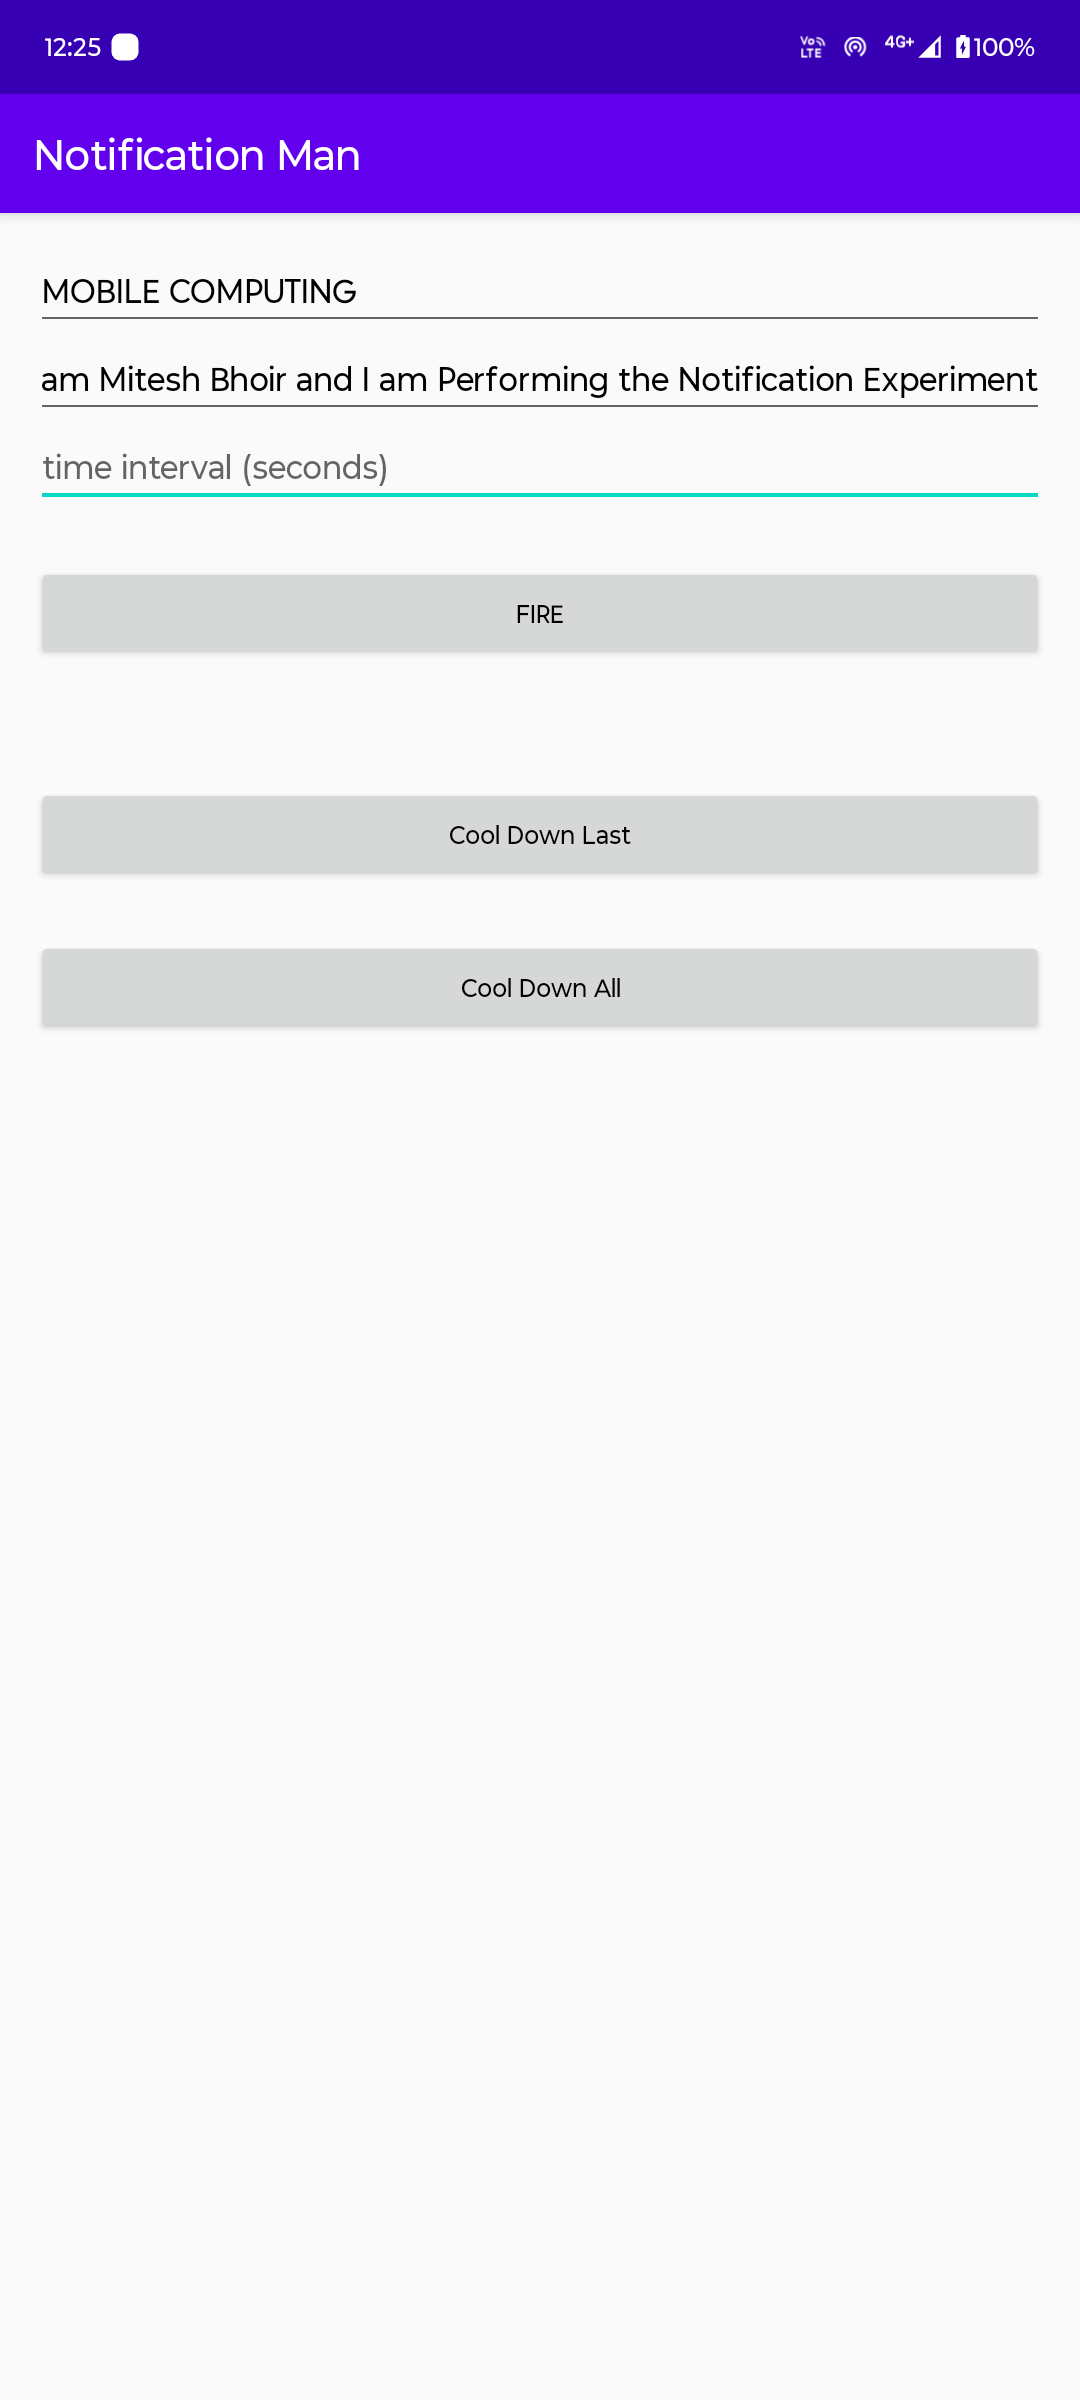 12:25 Vo LTE 4G+ 100%
Notification Man
MOBILE COMPUTING
am Mitesh Bhoir and I am Performing the Notification Experiment
time interval (seconds)
FIRE
Cool Down Last
Cool Down All